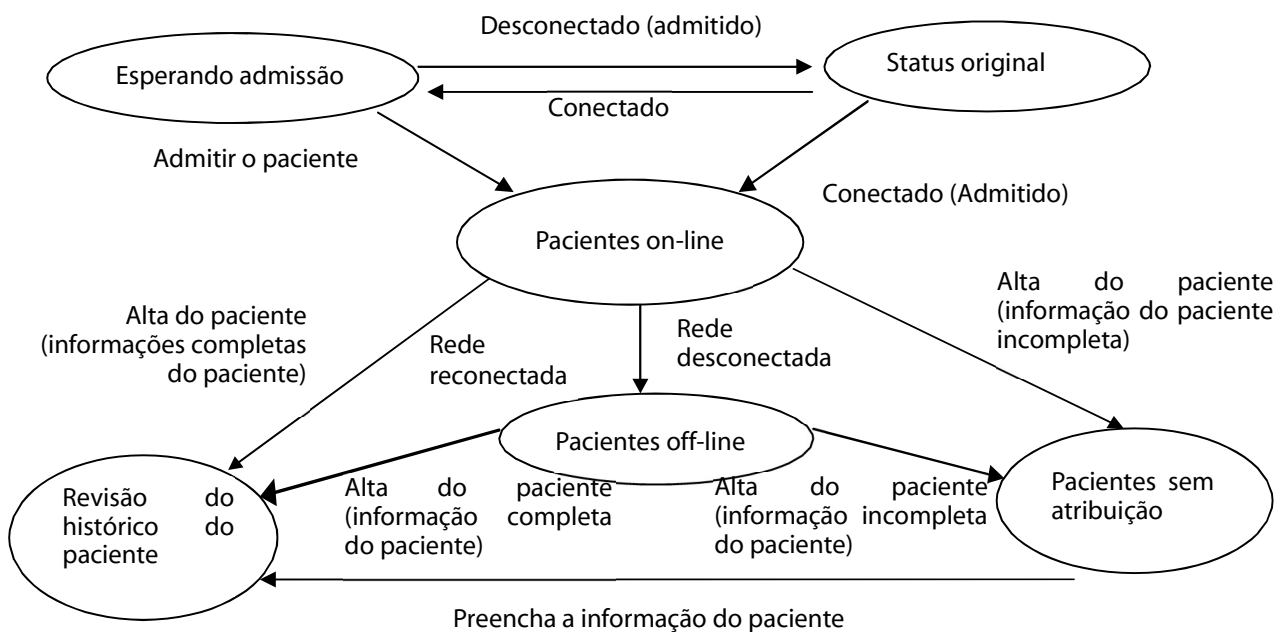 Desconectado (admitido)
Esperando admissão
Status original
Conectado
Admitir o paciente
Conectado (Admitido)
Pacientes on-line
Alta do paciente
(informação do paciente
incompleta)
Alta do paciente
(informações completas
do paciente)
Rede
reconectada
Rede
desconectada
Pacientes off-line
Revisão do
histórico do
paciente
Alta do paciente
(informação completa
do paciente)
Alta do paciente
(informação incompleta
do paciente)
Pacientes sem
atribuição
Preencha a informação do paciente